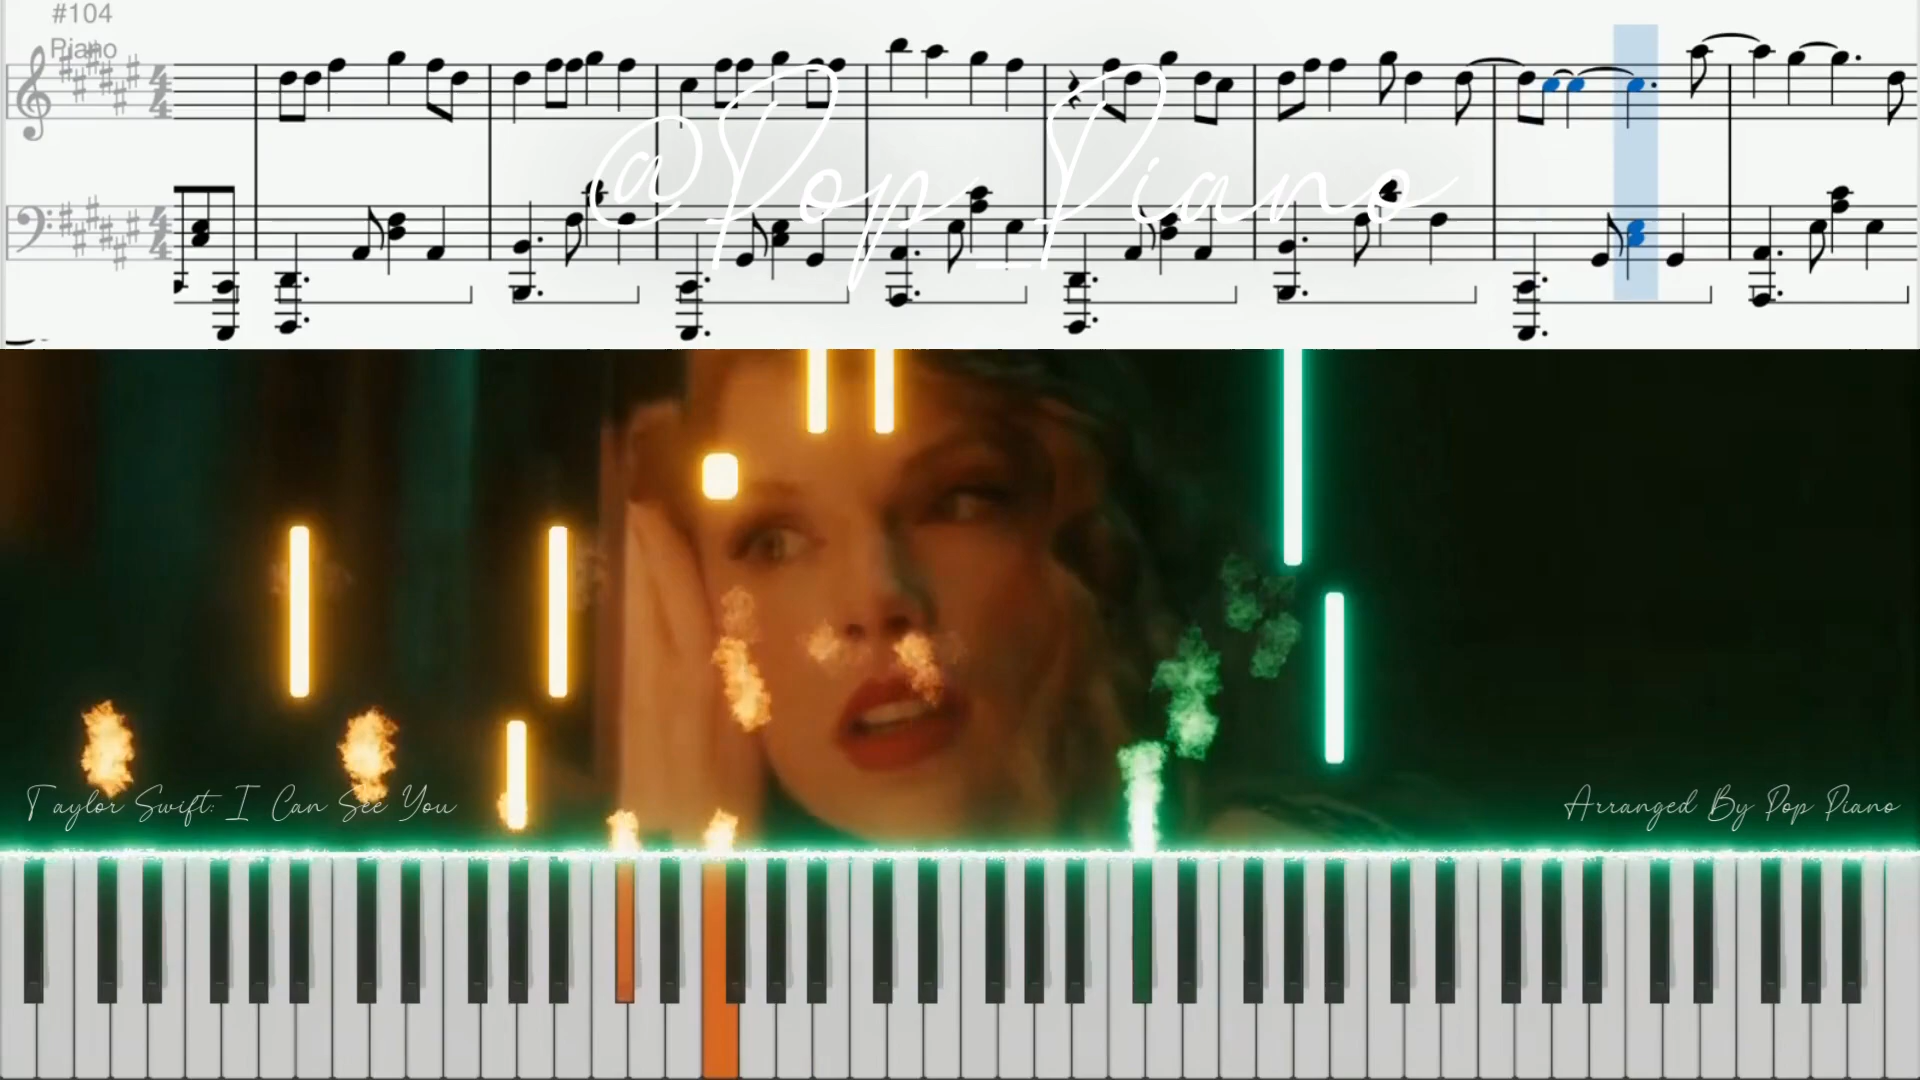 #104
Piano
@Pop_Piano
Taylor Swift: I Can See You
Arranged By Pop Piano